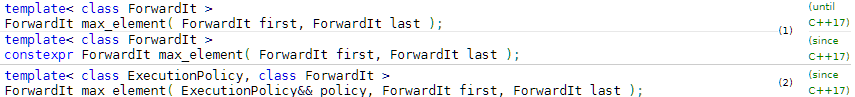 template< class ForwardIt > (until
ForwardIt max_element( ForwardIt first, ForwardIt last ); C++17)
(1)
template< class ForwardIt > (since
constexpr ForwardIt max_element( ForwardIt first, ForwardIt last ); C++17)
template< class ExecutionPolicy, class ForwardIt > (2) (since
ForwardIt max_element( ExecutionPolicy&& policy, ForwardIt first, ForwardIt last ); C++17)